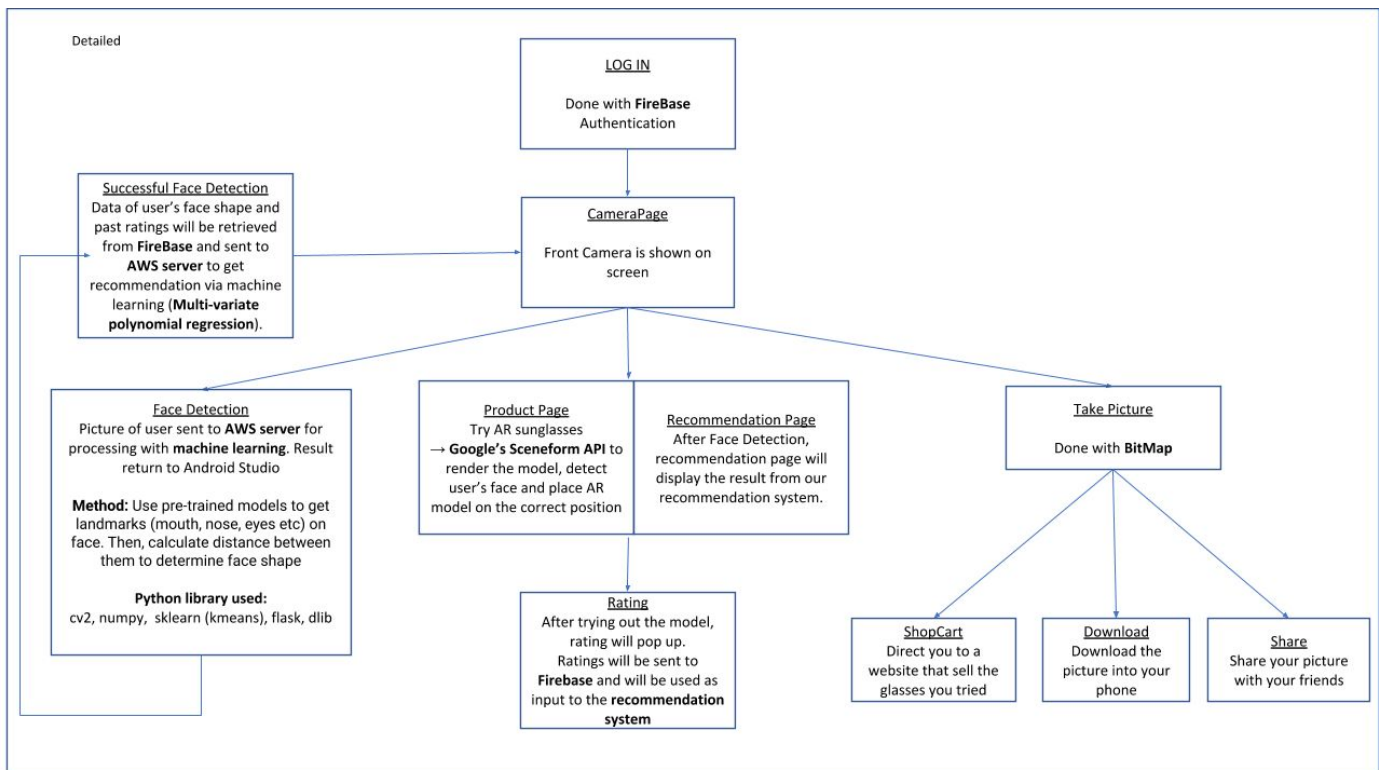 Detailed
LOG IN
Done with FireBase
Authentication
Successful Face Detection
Data of user's face shape and
past ratings will be retrieved
from FireBase and sent to
AWS server to get
recommendation via machine
learning (Multi-variate
polynomial regression).
CameraPage
Front Camera is shown on
screen
Face Detection
Picture of user sent to AWS server for
processing with machine learning. Result
return to Android Studio
Method: Use pre-trained models to get
landmarks (mouth, nose, eyes etc) on
face. Then, calculate distance between
them to determine face shape
Python library used:
cv2, numpy, sklearn (kmeans), flask, dlib
Product Page
Try AR sunglasses
→ Google's Sceneform API to
render the model, detect
user's face and place AR
model on the correct position
Recommendation Page
After Face Detection,
recommendation page will
display the result from our
recommendation system.
Take Picture
Done with BitMap
Rating
After trying out the model,
rating will pop up.
Ratings will be sent to
Firebase and will be used as
input to the recommendation
system
ShopCart
Direct you to a
website that sell the
glasses you tried
Download
Download the
picture into your
phone
Share
Share your picture
with your friends